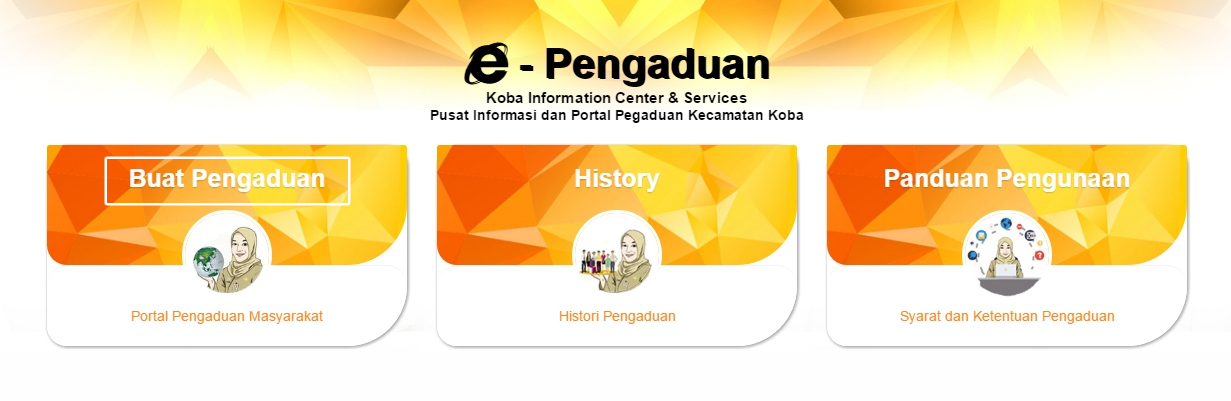 e - Pengaduan
Koba Information Center & Services
Pusat Informasi dan Portal Pegaduan Kecamatan Koba
Buat Pengaduan
Portal Pengaduan Masyarakat
History
Histori Pengaduan
Panduan Pengunaan
Syarat dan Ketentuan Pengaduan